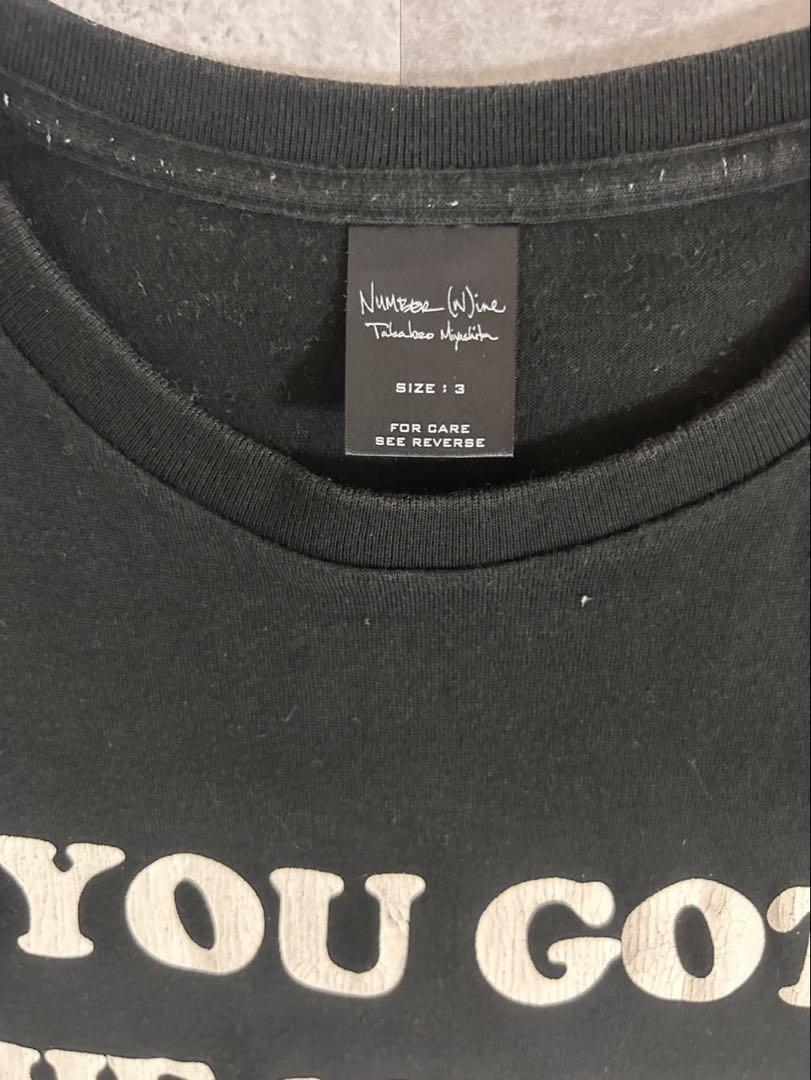 NUMBER (N)ine
Takahiro Miyashita
SIZE : 3
FOR CARE
SEE REVERSE
YOU GOT